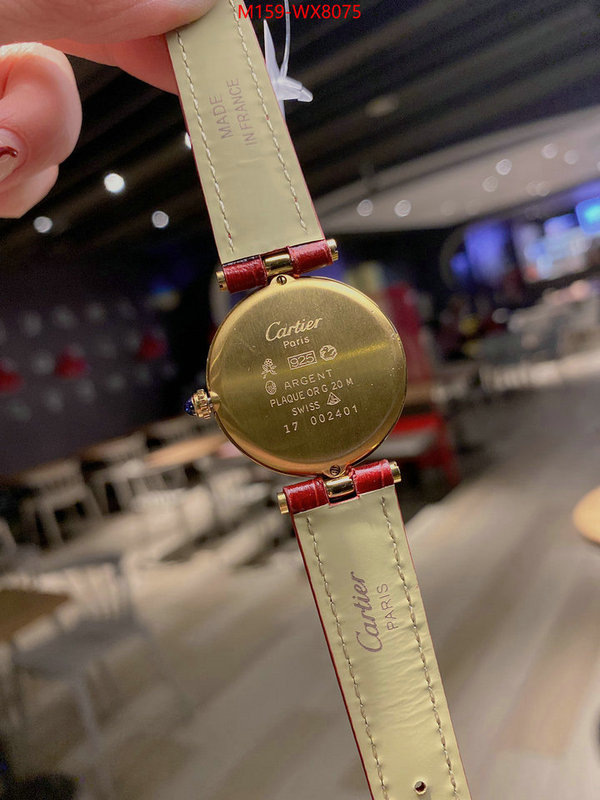 M159-WX8075
MADE
IN FRANCE
Cartier
Paris
925
ARGENT
PLAQUE OR G 20 M
SWISS
17 002401
Cartier
PARIS